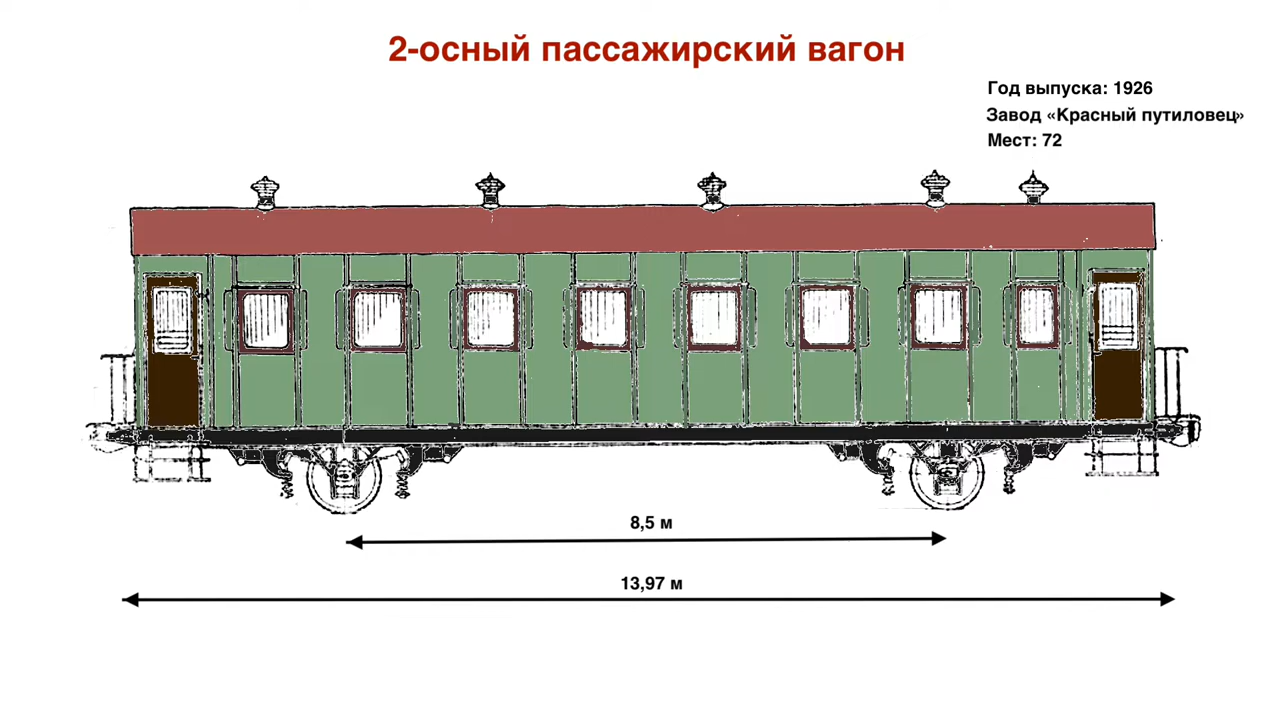 2-осный пассажирский вагон
Год выпуска: 1926
Завод «Красный путиловец»
Мест: 72
8,5 м
13,97 м